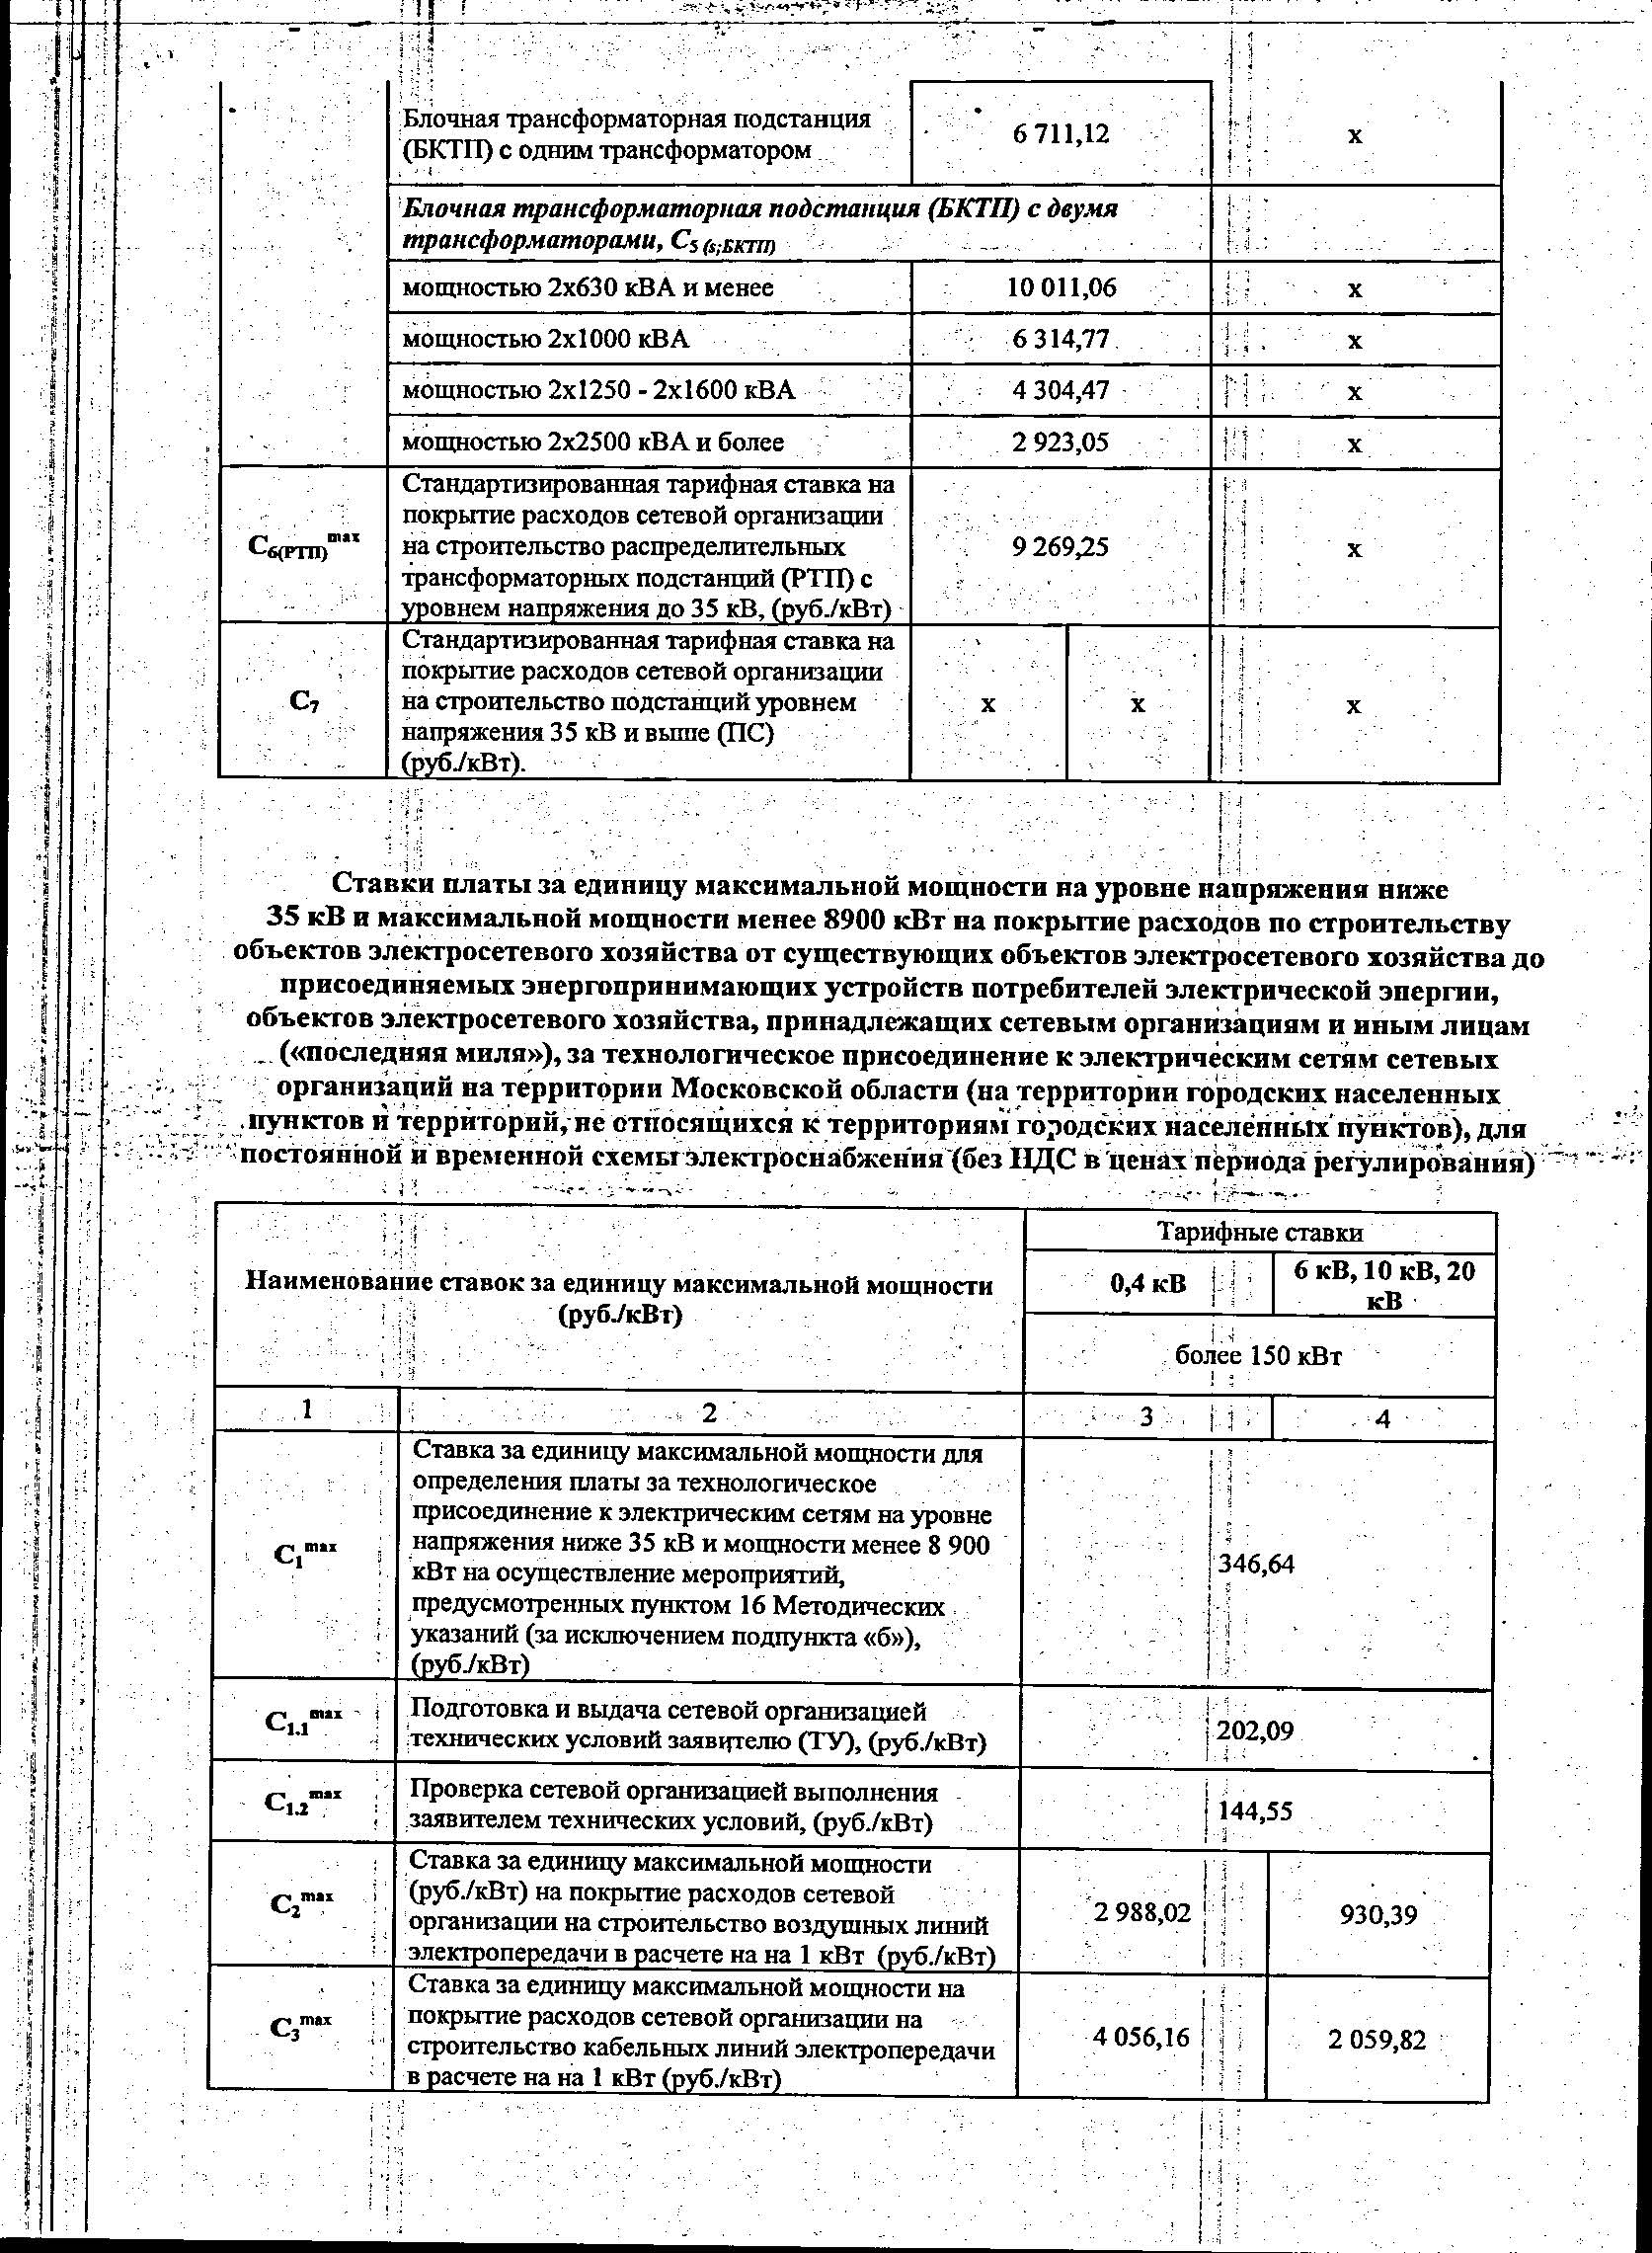 Блочная трансформаторная подстанция
(БКТП) с одним трансформатором
6 711,12
x
Блочная трансформаторная подстанция (БКТП) с двумя
трансформаторами, C5 (s;БКТП)
мощностью 2х630 кВА и менее
10 011,06
x
мощностью 2х1000 кВА
6 314,77
x
мощностью 2х1250 - 2х1600 кВА
4 304,47
x
мощностью 2х2500 кВА и более
2 923,05
x
C6(РТП)max
Стандартизированная тарифная ставка на
покрытие расходов сетевой организации
на строительство распределительных
трансформаторных подстанций (РТП) с
уровнем напряжения до 35 кВ, (руб./кВт)
9 269,25
x
C7
Стандартизированная тарифная ставка на
покрытие расходов сетевой организации
на строительство подстанций уровнем
напряжения 35 кВ и выше (ПС)
(руб./кВт).
x
x
x
Ставки платы за единицу максимальной мощности на уровне напряжения ниже
35 кВ и максимальной мощности менее 8900 кВт на покрытие расходов по строительству
объектов электросетевого хозяйства от существующих объектов электросетевого хозяйства до
присоединяемых энергопринимающих устройств потребителей электрической энергии,
объектов электросетевого хозяйства, принадлежащих сетевым организациям и иным лицам
(«последняя миля»), за технологическое присоединение к электрическим сетям сетевых
организаций на территории Московской области (на территории городских населенных
пунктов и территорий, не относящихся к территориям городских населенных пунктов), для
постоянной и временной схемы электроснабжения (без НДС в ценах периода регулирования)
Наименование ставок за единицу максимальной мощности
(руб./кВт)
Тарифные ставки
0,4 кВ
6 кВ, 10 кВ, 20
кВ
более 150 кВт
1
2
3
4
C1max
Ставка за единицу максимальной мощности для
определения платы за технологическое
присоединение к электрическим сетям на уровне
напряжения ниже 35 кВ и мощности менее 8 900
кВт на осуществление мероприятий,
предусмотренных пунктом 16 Методических
указаний (за исключением подпункта «б»),
(руб./кВт)
346,64
C1.1max
Подготовка и выдача сетевой организацией
технических условий заявителю (ТУ), (руб./кВт)
202,09
C1.2max
Проверка сетевой организацией выполнения
заявителем технических условий, (руб./кВт)
144,55
C2max
Ставка за единицу максимальной мощности
(руб./кВт) на покрытие расходов сетевой
организации на строительство воздушных линий
электропередачи в расчете на на 1 кВт (руб./кВт)
2 988,02
930,39
C3max
Ставка за единицу максимальной мощности на
покрытие расходов сетевой организации на
строительство кабельных линий электропередачи
в расчете на на 1 кВт (руб./кВт)
4 056,16
2 059,82